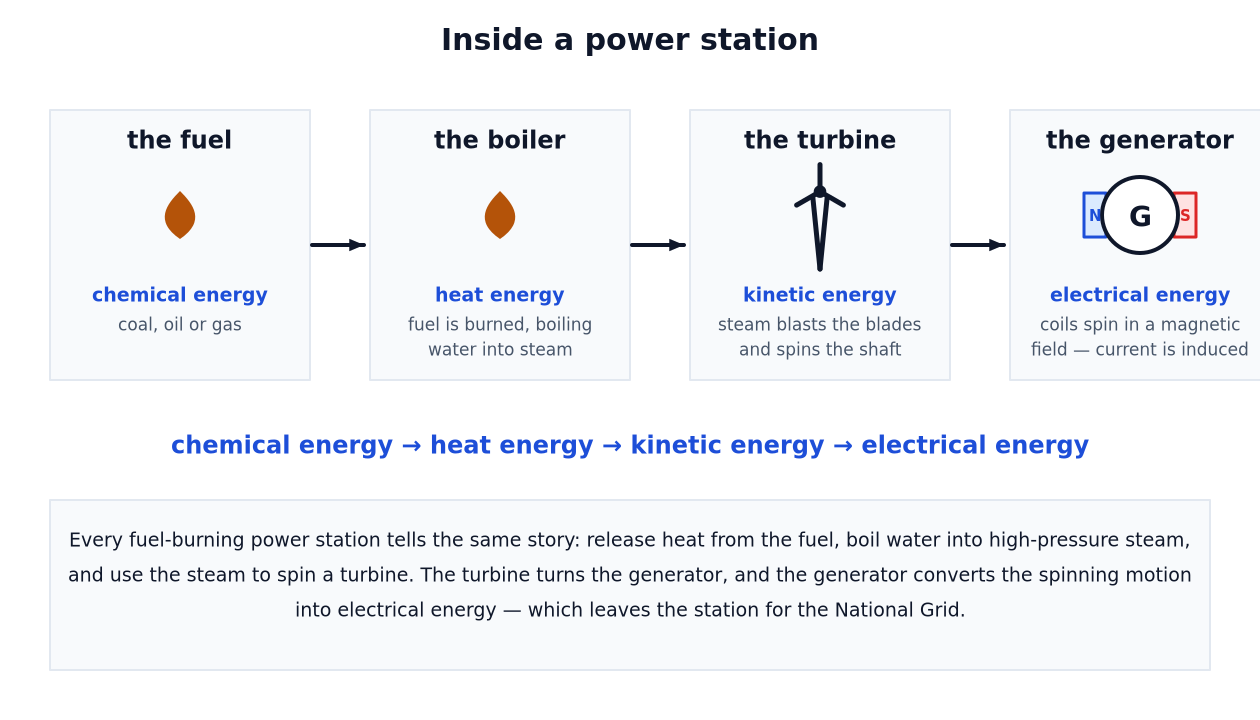 Inside a power station
the fuel
chemical energy
coal, oil or gas
the boiler
heat energy
fuel is burned, boiling
water into steam
the turbine
kinetic energy
steam blasts the blades
and spins the shaft
the generator
N
G
S
electrical energy
coils spin in a magnetic
field — current is induced
chemical energy → heat energy → kinetic energy → electrical energy
Every fuel-burning power station tells the same story: release heat from the fuel, boil water into high-pressure steam,
and use the steam to spin a turbine. The turbine turns the generator, and the generator converts the spinning motion
into electrical energy — which leaves the station for the National Grid.